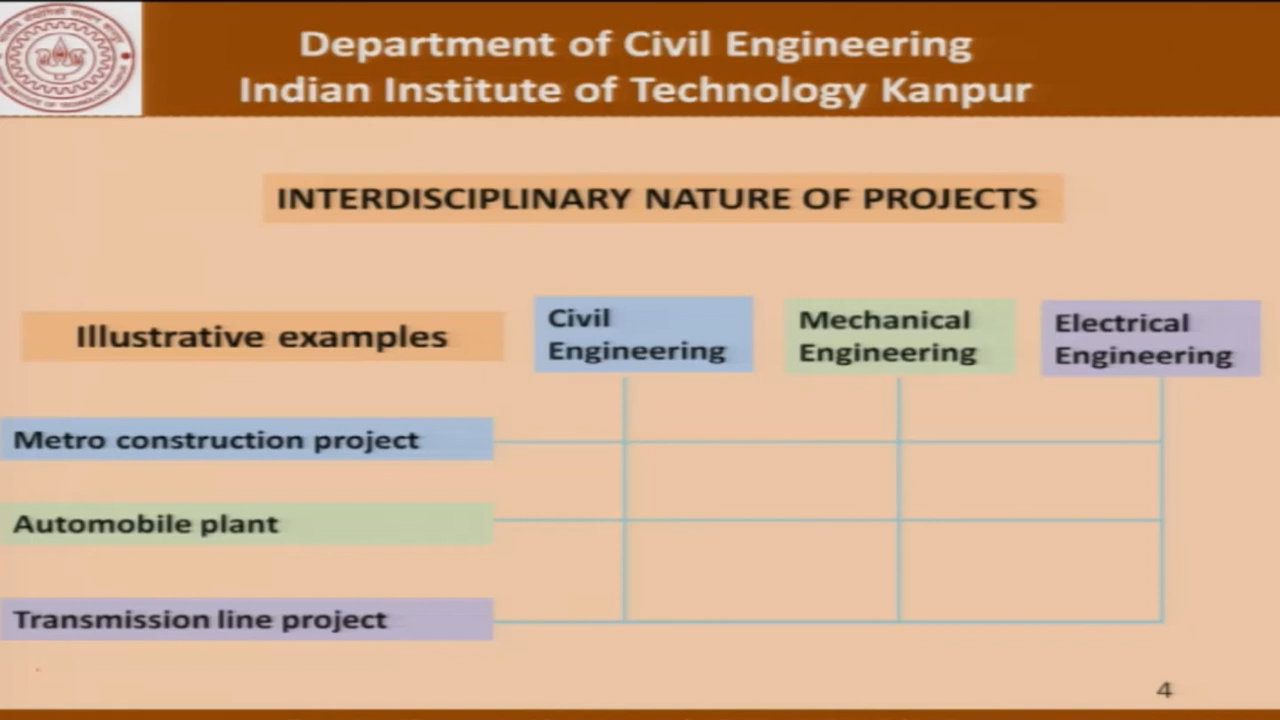 Department of Civil Engineering
Indian Institute of Technology Kanpur
INTERDISCIPLINARY NATURE OF PROJECTS
Illustrative examples
Civil
Engineering
Mechanical
Engineering
Electrical
Engineering
Metro construction project
Automobile plant
Transmission line project
4